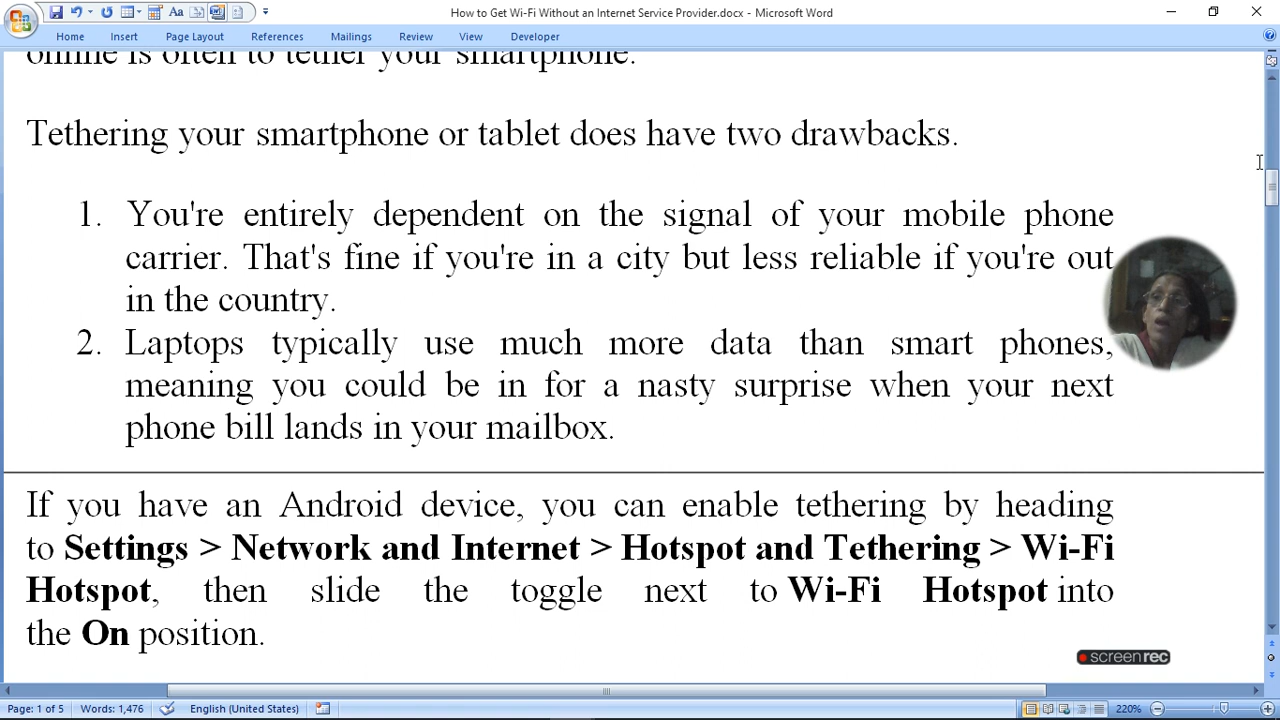 How to Get Wi-Fi Without an Internet Service Provider.docx - Microsoft Word
Home Insert Page Layout References Mailings Review View Developer
online is often to tether your smartphone.
Tethering your smartphone or tablet does have two drawbacks.
1. You're entirely dependent on the signal of your mobile phone
carrier. That's fine if you're in a city but less reliable if you're out
in the country.
2. Laptops typically use much more data than smart phones,
meaning you could be in for a nasty surprise when your next
phone bill lands in your mailbox.
If you have an Android device, you can enable tethering by heading
to Settings > Network and Internet > Hotspot and Tethering > Wi-Fi
Hotspot, then slide the toggle next to Wi-Fi Hotspot into
the On position.
screenrec
Page: 1 of 5 Words: 1,476 English (United States) 220%